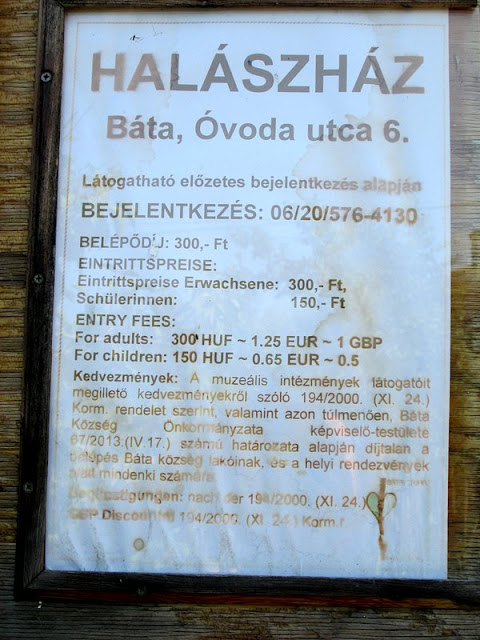 HALÁSZHÁZ
Báta, Óvoda utca 6.
Látogatható előzetes bejelentkezés alapján
BEJELENTKEZÉS: 06/20/576-4130
BELÉPŐDÍJ: 300,- Ft
EINTRITTSPREISE:
Eintrittspreise Erwachsene: 300,- Ft,
Schülerinnen: 150,- Ft
ENTRY FEES:
For adults: 300 HUF ~ 1.25 EUR ~ 1 GBP
For children: 150 HUF ~ 0.65 EUR ~ 0.5
Kedvezmények: A muzeális intézmények látogatóit
megillető kedvezményekről szóló 194/2000. (XI. 24.)
Korm. rendelet szerint, valamint azon túlmenően, Báta
Község Önkormányzata képviselő-testülete
67/2013.(IV.17.) számú határozata alapján díjtalan a
belépés Báta község lakóinak, és a helyi rendezvények
alatt mindenki számára
Begünstigungen: nach der 194/2000. (XI. 24.)
194/2000. (XI. 24.) Korm.r